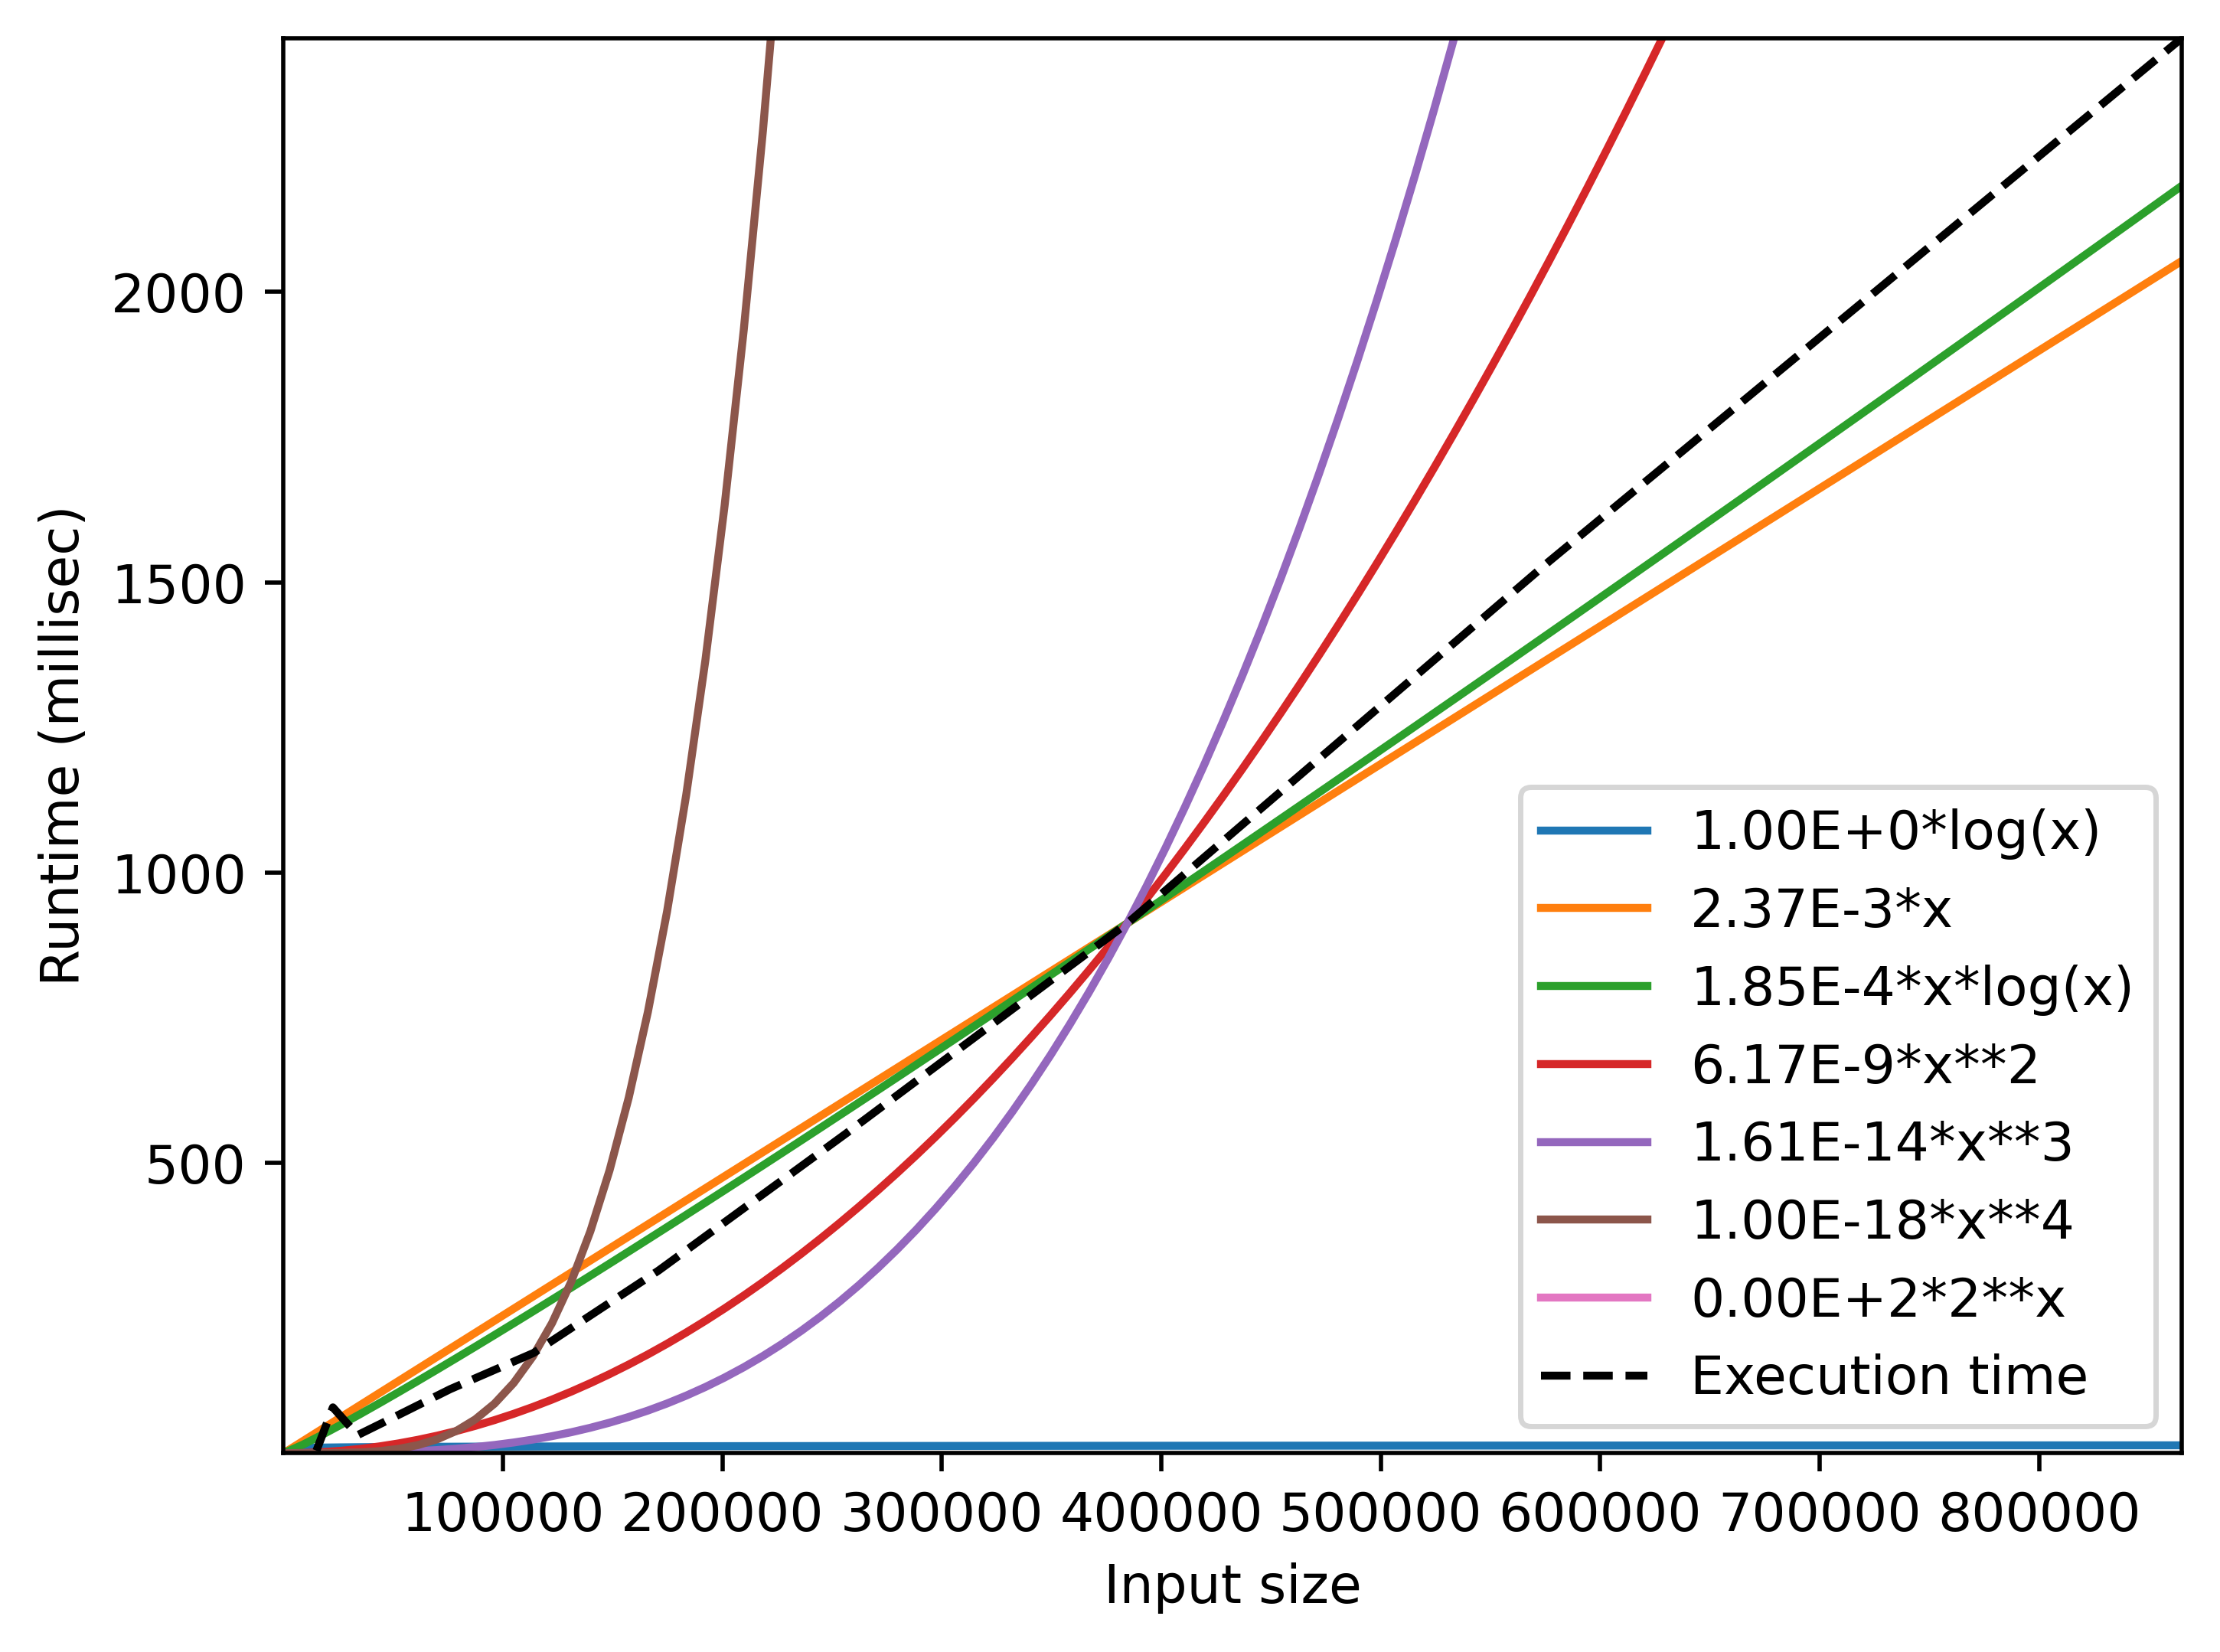 2000
1500
1000
500
Runtime (millisec)
1.00E+0*log(x)
2.37E-3*x
1.85E-4*x*log(x)
6.17E-9*x**2
1.61E-14*x**3
1.00E-18*x**4
0.00E+2*2**x
Execution time
100000 200000 300000 400000 500000 600000 700000 800000
Input size